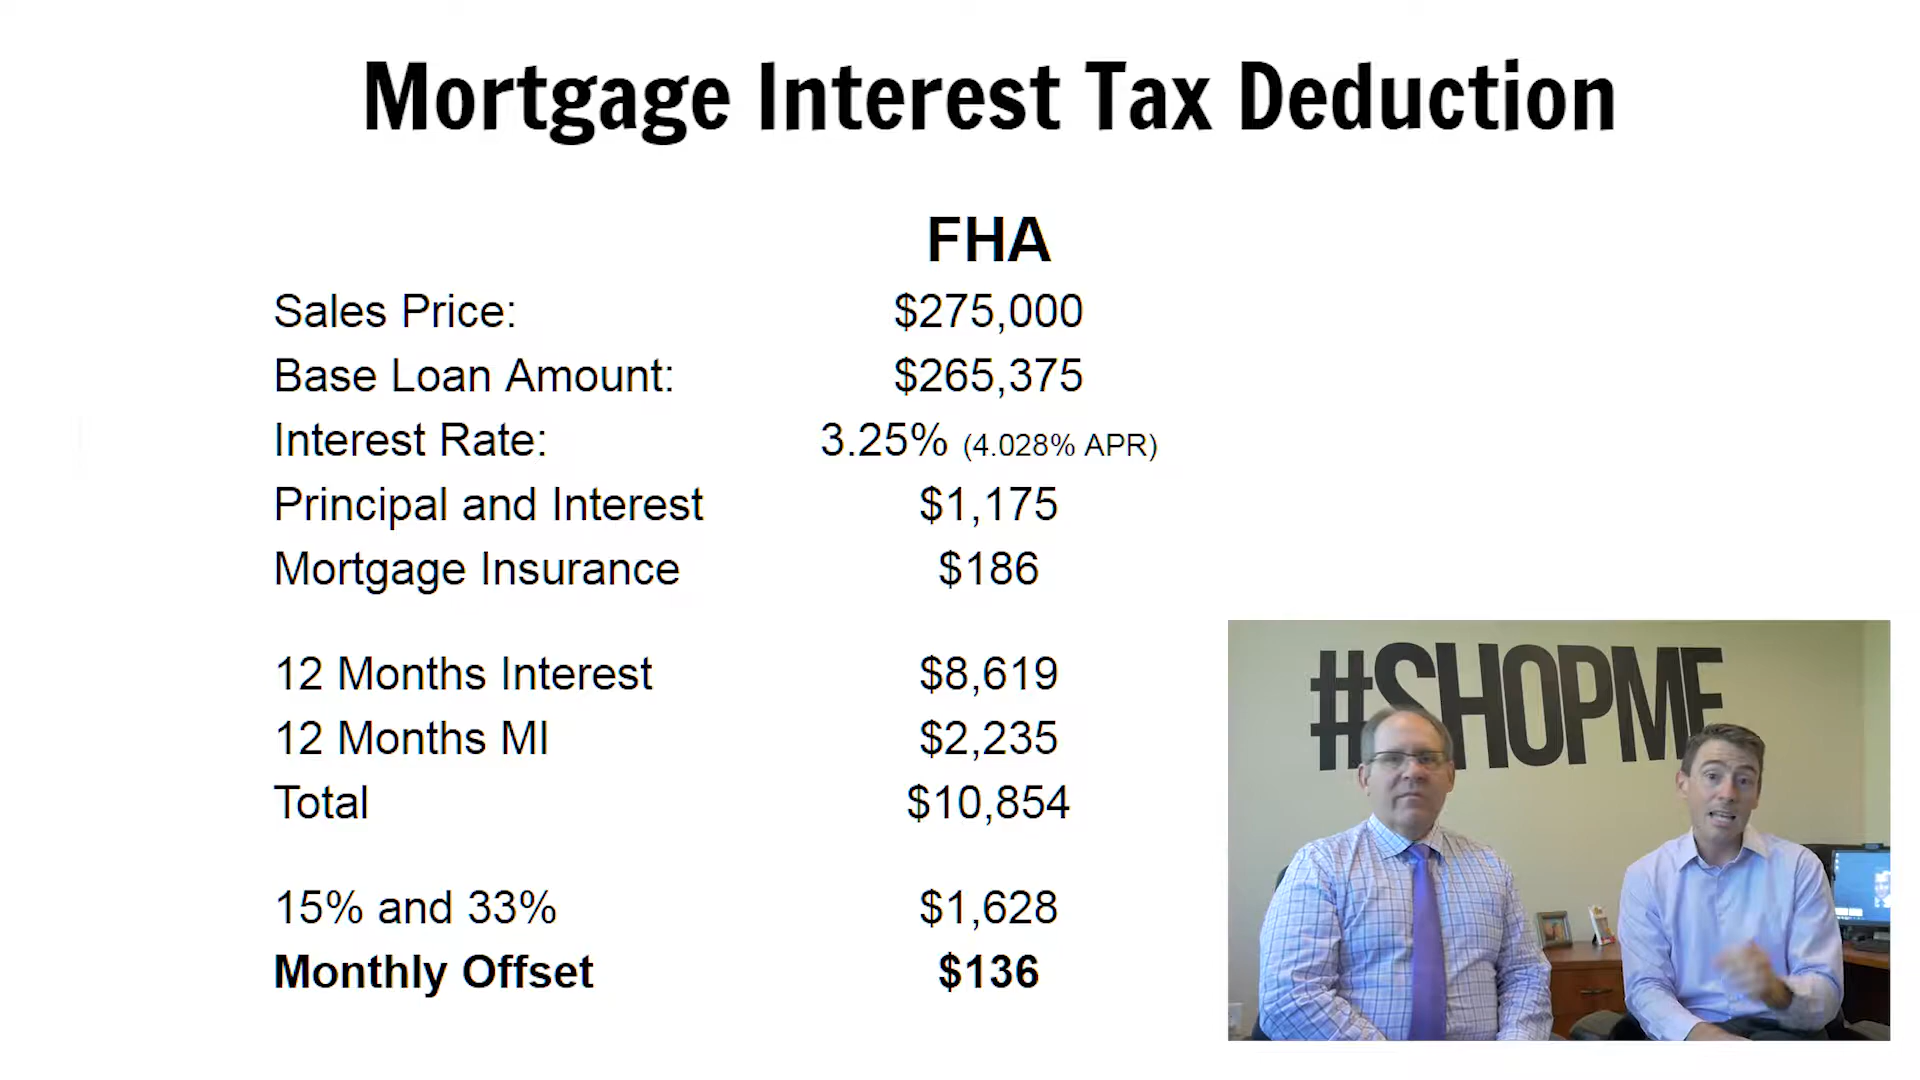 Mortgage Interest Tax Deduction
FHA
Sales Price: $275,000
Base Loan Amount: $265,375
Interest Rate: 3.25% (4.028% APR)
Principal and Interest $1,175
Mortgage Insurance $186
12 Months Interest $8,619
12 Months MI $2,235
Total $10,854
15% and 33% $1,628
Monthly Offset $136
#SHOPME